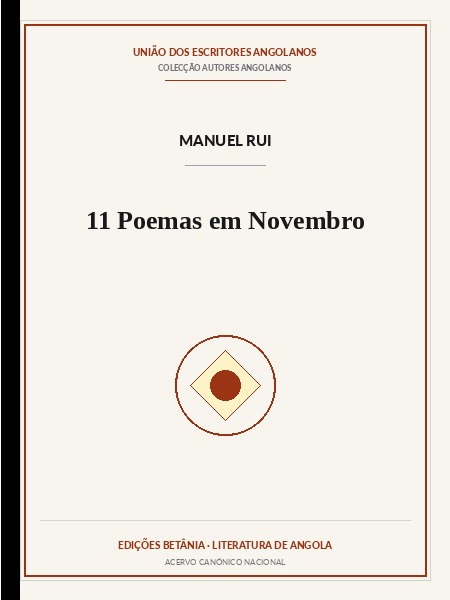 UNIÃO DOS ESCRITORES ANGOLANOS
COLECÇÃO AUTORES ANGOLANOS
MANUEL RUI
11 Poemas em Novembro
EDIÇÕES BETÂNIA · LITERATURA DE ANGOLA
ACERVO CANÓNICO NACIONAL